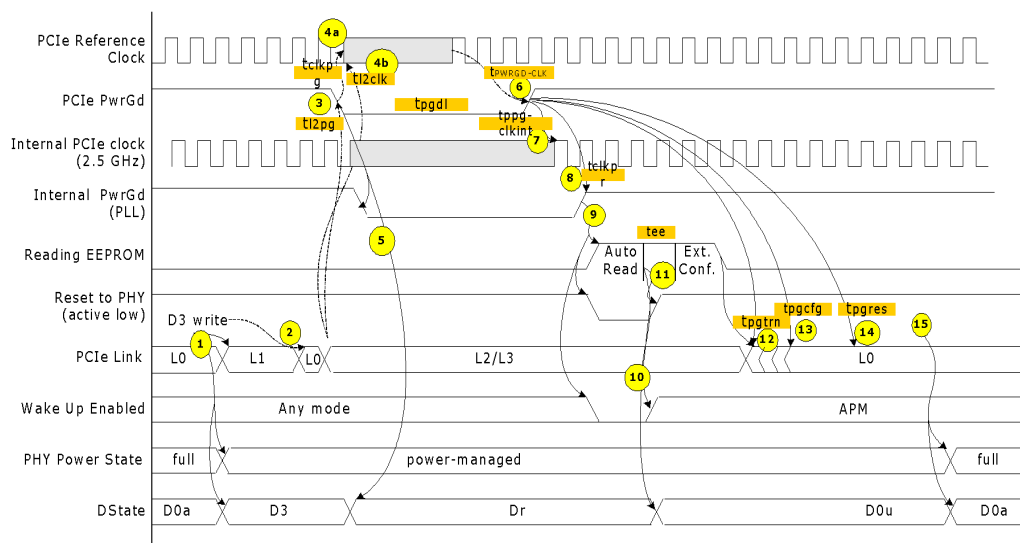 PCIe Reference
Clock
4a
4b
tclkp
g
tl2clk
tPWRGD-CLK
PCIe PwrGd
3
6
tpgdl
tl2pg
tppg-
clkint
Internal PCIe clock
(2.5 GHz)
7
8
tclkp
r
Internal PwrGd
(PLL)
9
5
tee
Reading EEPROM
Auto
Read
Ext.
Conf.
11
Reset to PHY
(active low)
D3 write
tpgtrn
tpgcfg
tpgres
1
2
12
13
14
15
PCIe Link
L0
L1
L0
L2/L3
L0
10
Wake Up Enabled
Any mode
APM
PHY Power State
full
power-managed
full
DState
D0a
D3
Dr
D0u
D0a